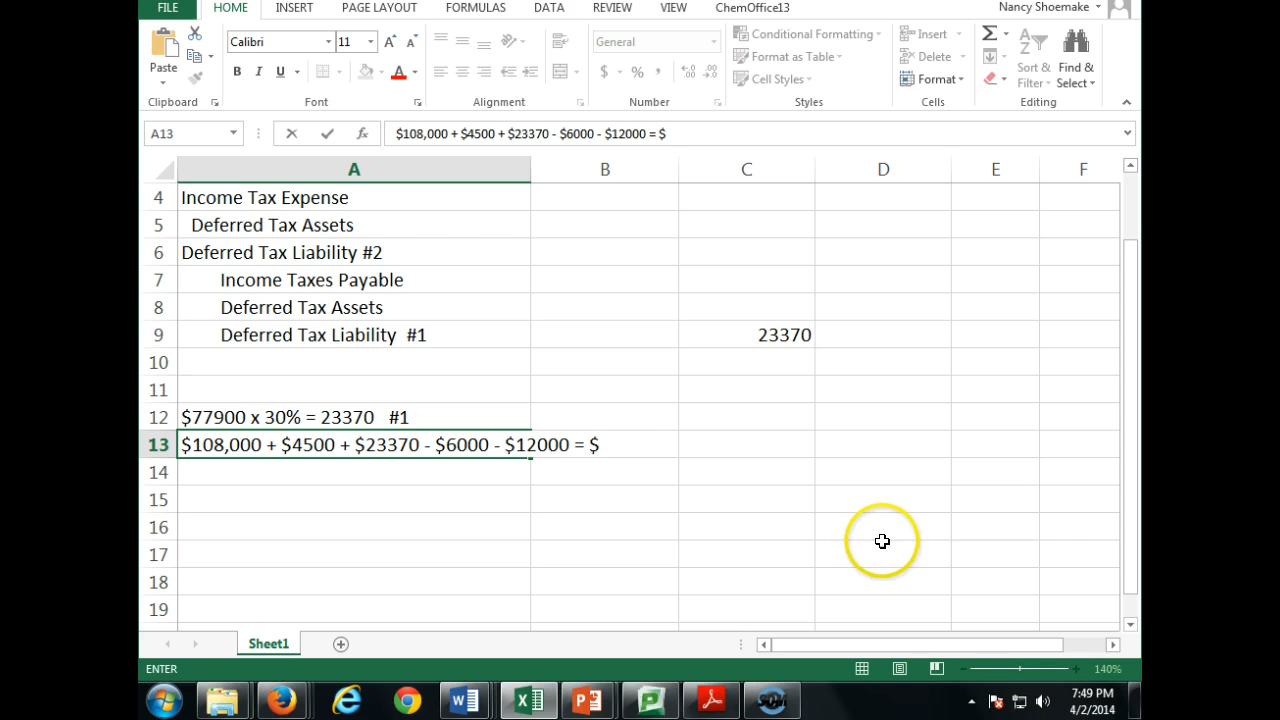 FILE HOME INSERT PAGE LAYOUT FORMULAS DATA REVIEW VIEW ChemOffice13 Nancy Shoemake
Calibri 11 General Conditional Formatting Insert
Paste B I U $ % , Format as Table Delete Sort & Find &
Cell Styles Format Filter Select
Clipboard Font Alignment Number Styles Cells Editing
A13 fx $108,000 + $4500 + $23370 - $6000 - $12000 = $
A B C D E F
4 Income Tax Expense
5 Deferred Tax Assets
6 Deferred Tax Liability #2
7 Income Taxes Payable
8 Deferred Tax Assets
9 Deferred Tax Liability #1 23370
10
11
12 $77900 x 30% = 23370 #1
13 $108,000 + $4500 + $23370 - $6000 - $12000 = $
14
15
16
17
18
19
Sheet1
ENTER 140%
7:49 PM
4/2/2014